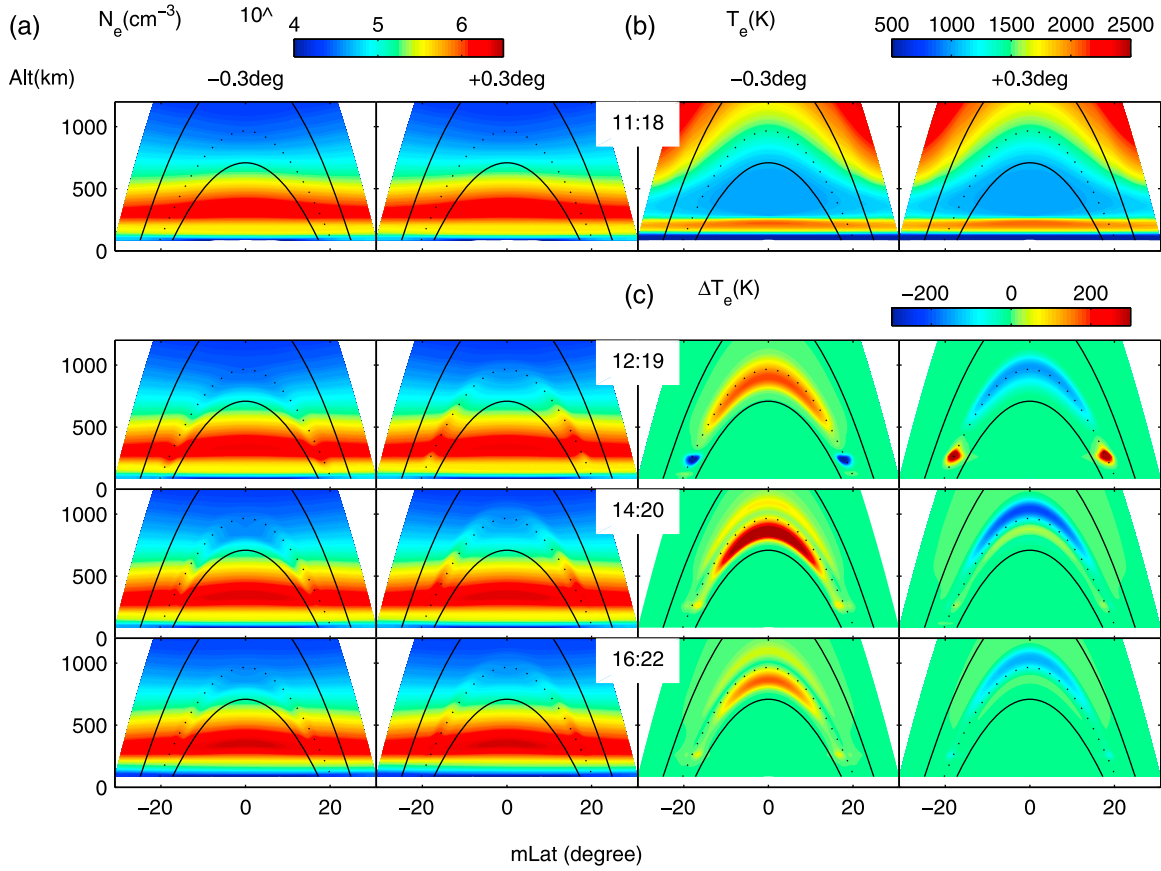 (a) N_e(cm^−3) 10^ 4 5 6 (b) T_e(K) 500 1000 1500 2000 2500
Alt(km) −0.3deg +0.3deg −0.3deg +0.3deg
1000 11:18
500
0
(c) ΔT_e(K) −200 0 200
1000 12:19
500
0
1000 14:20
500
0
1000 16:22
500
0
−20 0 20 −20 0 20 −20 0 20 −20 0 20
mLat (degree)